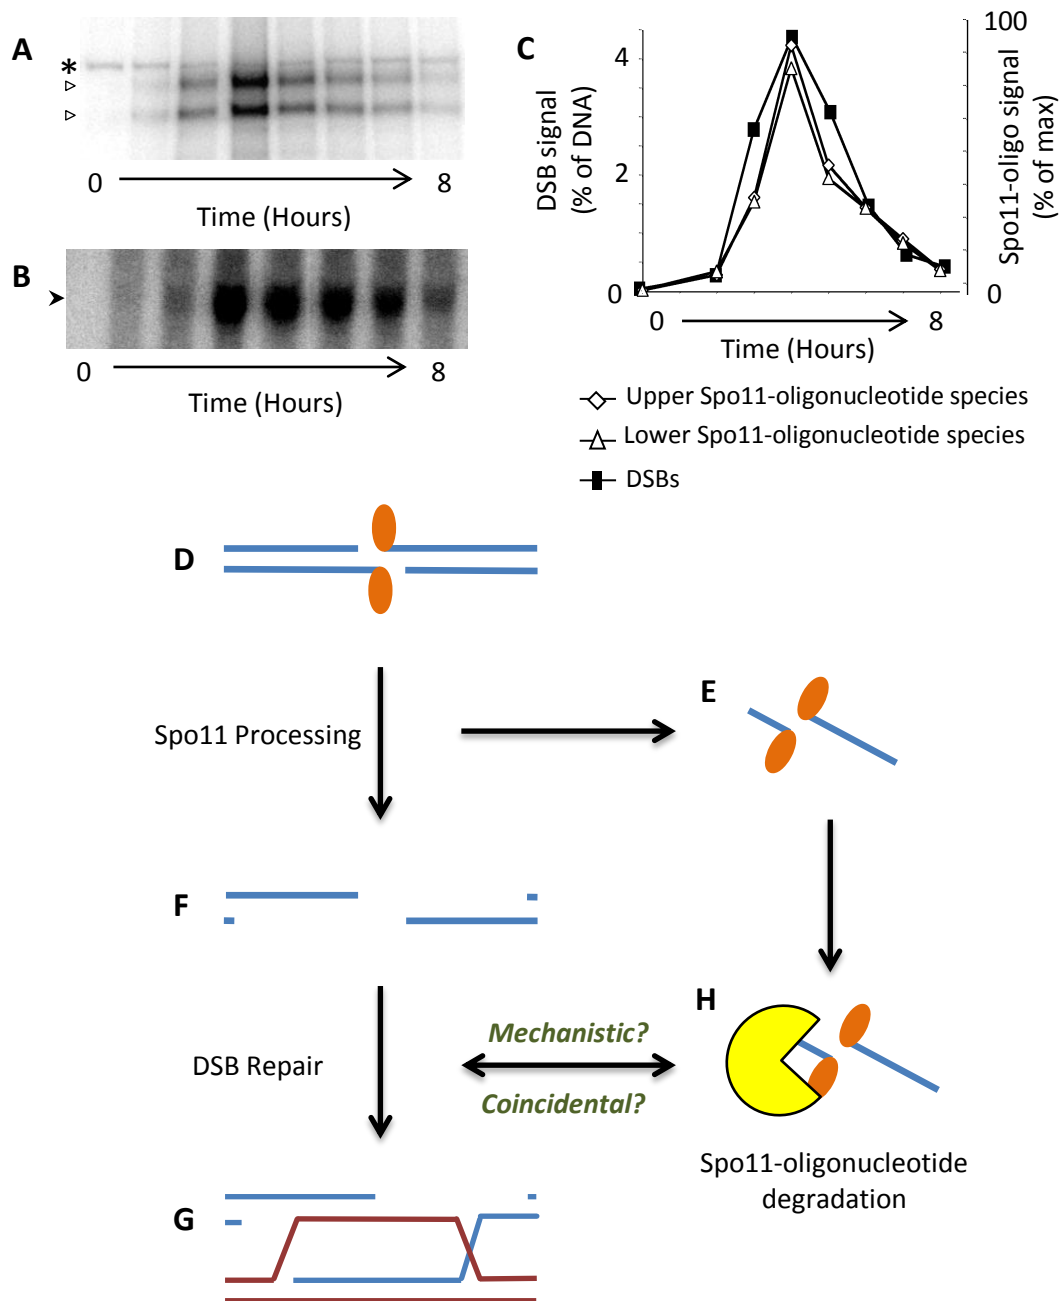 A
*
0
8
Time (Hours)
B
0
8
Time (Hours)
C
4
2
0
DSB signal
(% of DNA)
100
0
Spo11-oligo signal
(% of max)
0
8
Time (Hours)
Upper Spo11-oligonucleotide species
Lower Spo11-oligonucleotide species
DSBs
D
Spo11 Processing
E
F
DSB Repair
Mechanistic?
Coincidental?
H
Spo11-oligonucleotide
degradation
G